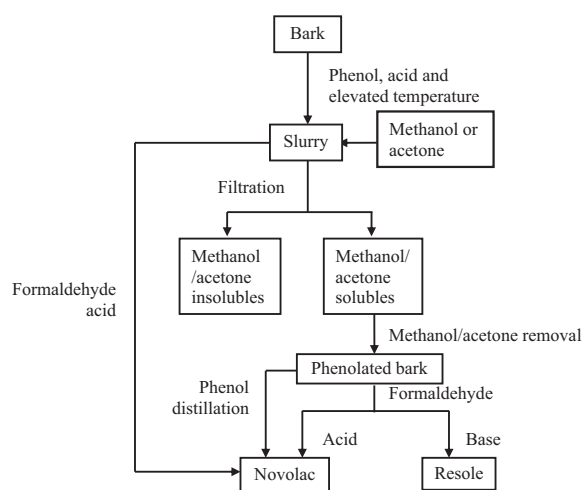 Bark
Phenol, acid and
elevated temperature
Methanol or
acetone
Slurry
Filtration
Methanol
/acetone
insolubles
Methanol/
acetone
solubles
Formaldehyde
acid
Methanol/acetone removal
Phenolated bark
Phenol
distillation
Formaldehyde
Acid
Base
Novolac
Resole